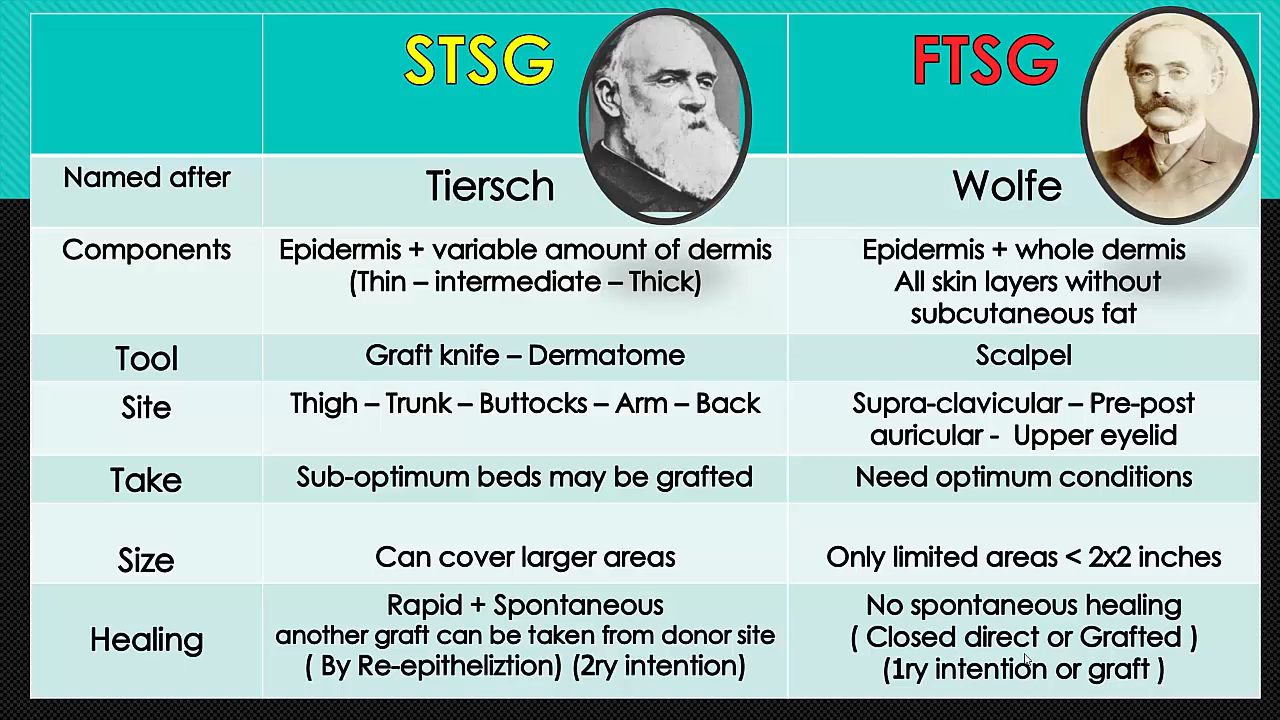 STSG
FTSG
Named after
Tiersch
Wolfe
Components
Epidermis + variable amount of dermis
(Thin – intermediate – Thick)
Epidermis + whole dermis
All skin layers without
subcutaneous fat
Tool
Graft knife – Dermatome
Scalpel
Site
Thigh – Trunk – Buttocks – Arm – Back
Supra-clavicular – Pre-post
auricular - Upper eyelid
Take
Sub-optimum beds may be grafted
Need optimum conditions
Size
Can cover larger areas
Only limited areas < 2x2 inches
Healing
Rapid + Spontaneous
another graft can be taken from donor site
( By Re-epitheliztion) (2ry intention)
No spontaneous healing
( Closed direct or Grafted )
(1ry intention or graft )